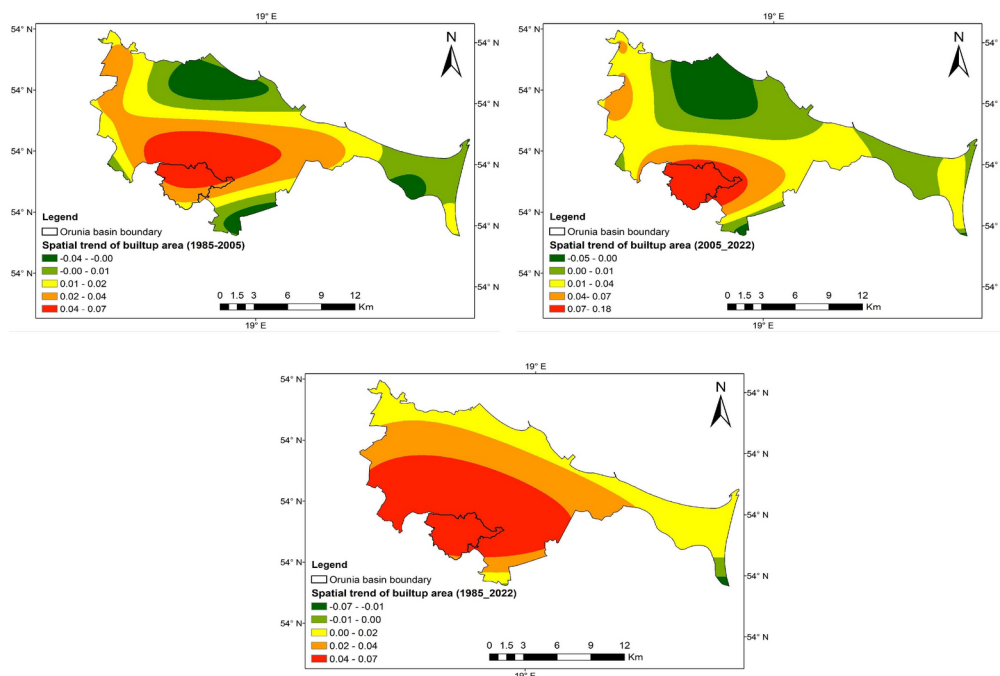 19° E
54° N
54° N
N
54° N
54° N
54° N
54° N
54° N
54° N
Legend
Orunia basin boundary
Spatial trend of builtup area (1985-2005)
-0.04 - -0.00
-0.00 - 0.01
0.01 - 0.02
0.02 - 0.04
0.04 - 0.07
54° N
0 1.5 3 6 9 12
Km
19° E
19° E
54° N
54° N
N
54° N
54° N
54° N
54° N
54° N
54° N
Legend
Orunia basin boundary
Spatial trend of builtup area (2005_2022)
-0.05 - 0.00
0.00 - 0.01
0.01 - 0.04
0.04- 0.07
0.07- 0.18
54° N
0 1.5 3 6 9 12
Km
19° E
19° E
54° N
54° N
N
54° N
54° N
54° N
54° N
54° N
54° N
Legend
Orunia basin boundary
Spatial trend of builtup area (1985_2022)
-0.07 - -0.01
-0.01 - 0.00
0.00 - 0.02
0.02 - 0.04
0.04 - 0.07
54° N
0 1.5 3 6 9 12
Km
19° E